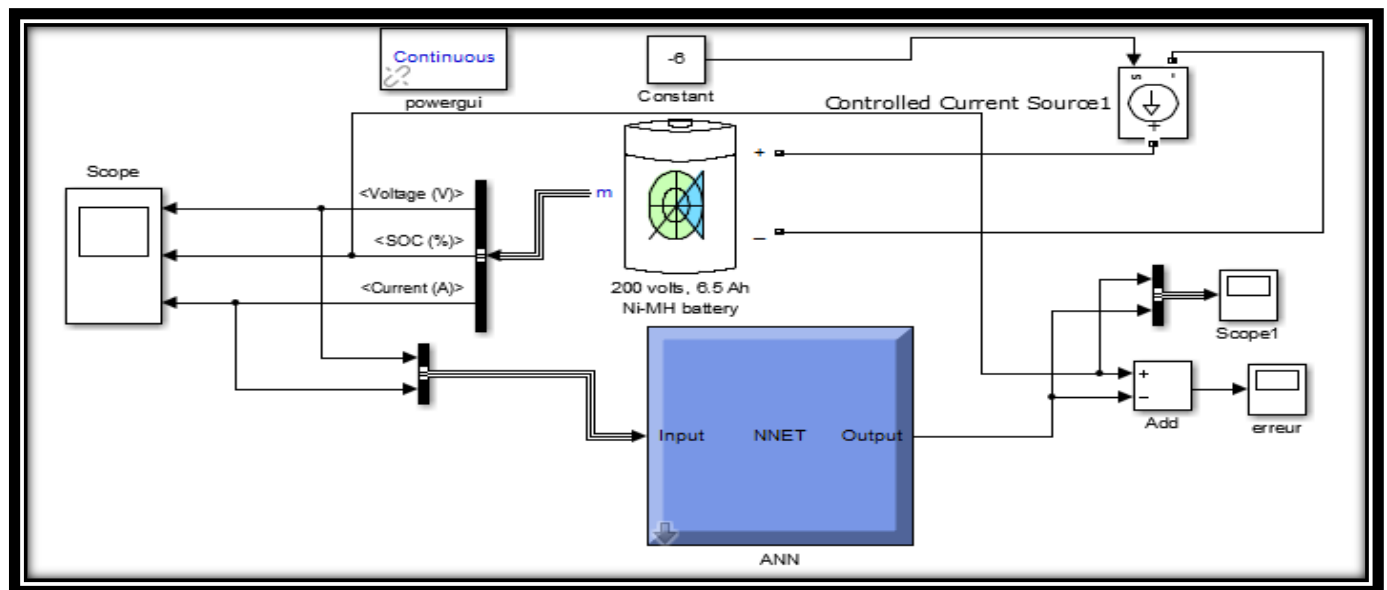 Continuous
powergui
-6
Constant
Controlled Current Source1
s
-
+
Scope
<Voltage (V)>
<SOC (%)>
<Current (A)>
m
+
_
200 volts, 6.5 Ah
Ni-MH battery
Scope1
+
-
Add
erreur
Input
NNET
Output
ANN